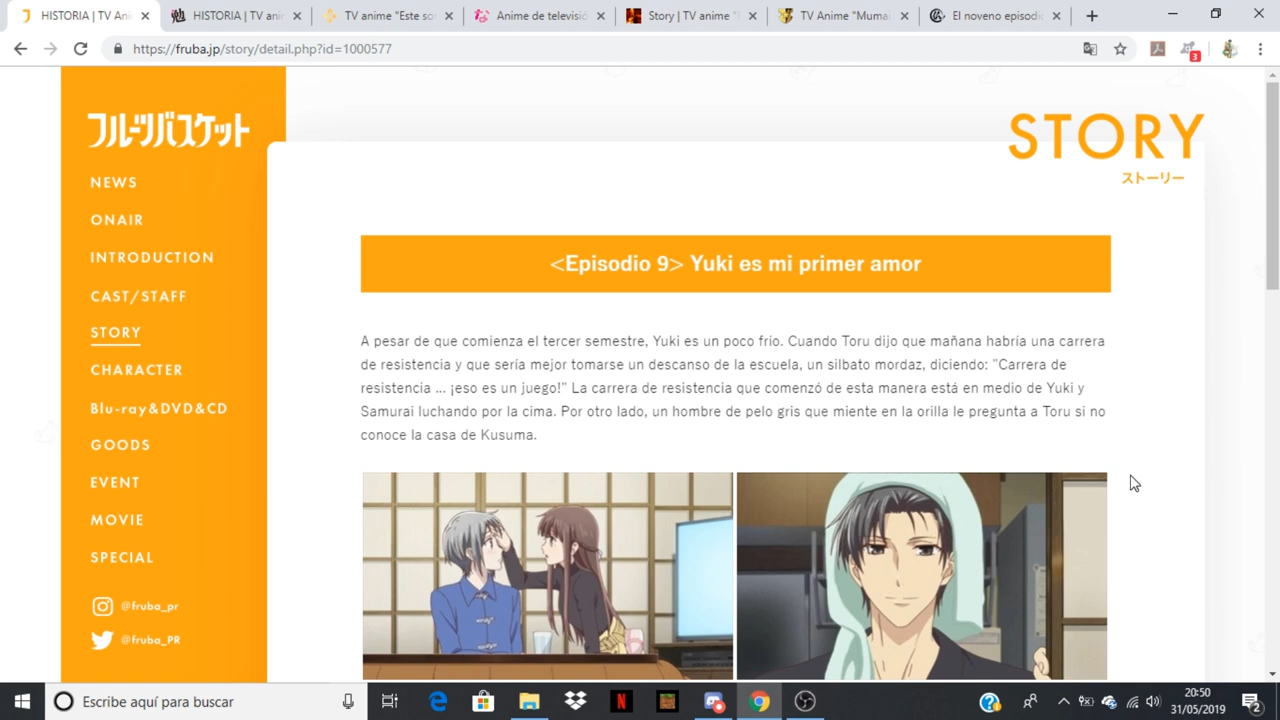 HISTORIA | TV An
HISTORIA | TV ani
TV anime "Este so
Anime de televisió
Story | TV anime "
TV Anime "Mumai
El noveno episodio
https://fruba.jp/story/detail.php?id=1000577
3
フルーツバスケット
NEWS
ONAIR
INTRODUCTION
CAST/STAFF
STORY
CHARACTER
Blu-ray&DVD&CD
GOODS
EVENT
MOVIE
SPECIAL
@fruba_pr
@fruba_PR
STORY
ストーリー
<Episodio 9> Yuki es mi primer amor
A pesar de que comienza el tercer semestre, Yuki es un poco frío. Cuando Toru dijo que mañana habría una carrera
de resistencia y que sería mejor tomarse un descanso de la escuela, un silbato mordaz, diciendo: "Carrera de
resistencia ... ¡eso es un juego!" La carrera de resistencia que comenzó de esta manera está en medio de Yuki y
Samurai luchando por la cima. Por otro lado, un hombre de pelo gris que miente en la orilla le pregunta a Toru si no
conoce la casa de Kusuma.
Escribe aquí para buscar
20:50
31/05/2019
2